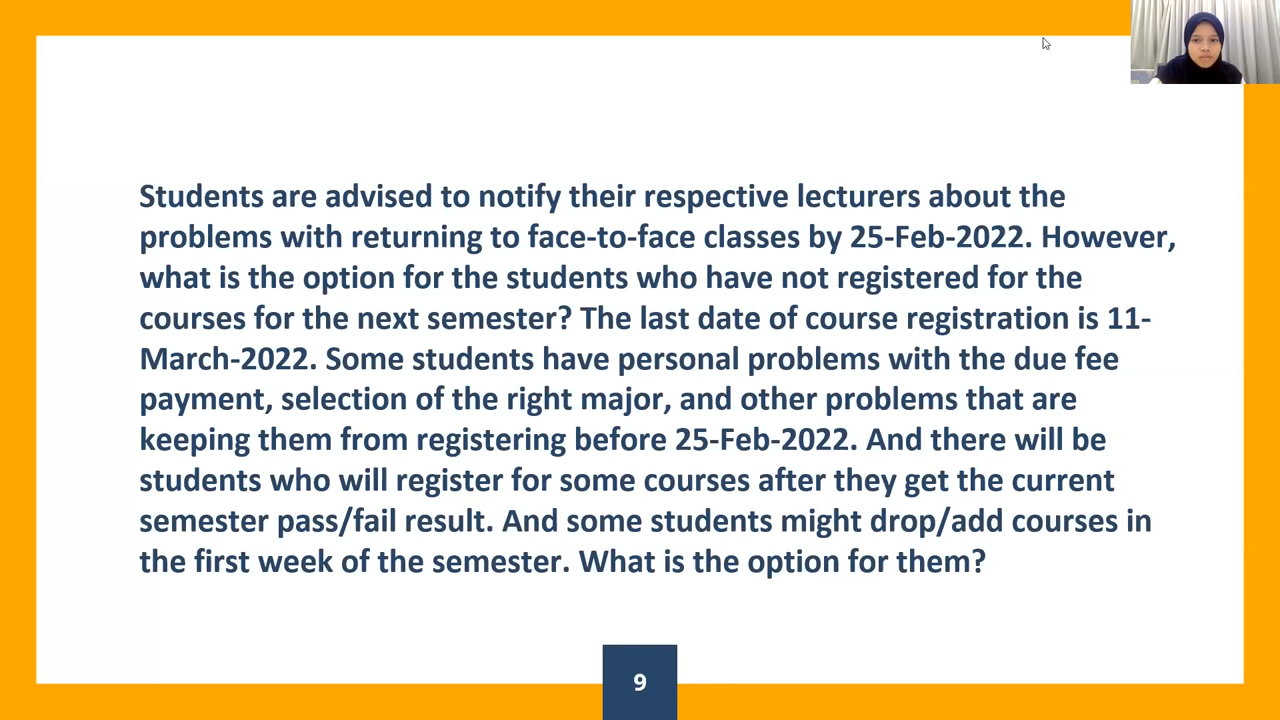 Students are advised to notify their respective lecturers about the
problems with returning to face-to-face classes by 25-Feb-2022. However,
what is the option for the students who have not registered for the
courses for the next semester? The last date of course registration is 11-
March-2022. Some students have personal problems with the due fee
payment, selection of the right major, and other problems that are
keeping them from registering before 25-Feb-2022. And there will be
students who will register for some courses after they get the current
semester pass/fail result. And some students might drop/add courses in
the first week of the semester. What is the option for them?
9